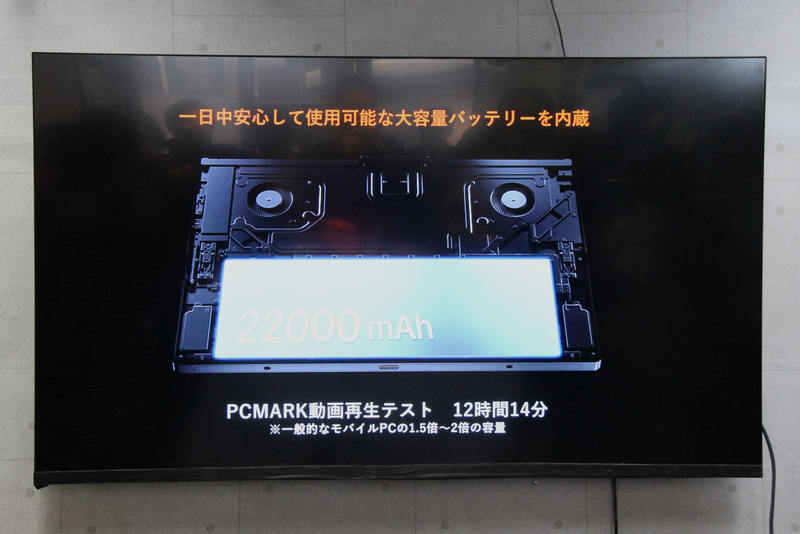 一日中安心して使用可能な大容量バッテリーを内蔵
22000 mAh
PCMARK動画再生テスト　12時間14分
※一般的なモバイルPCの1.5倍〜2倍の容量